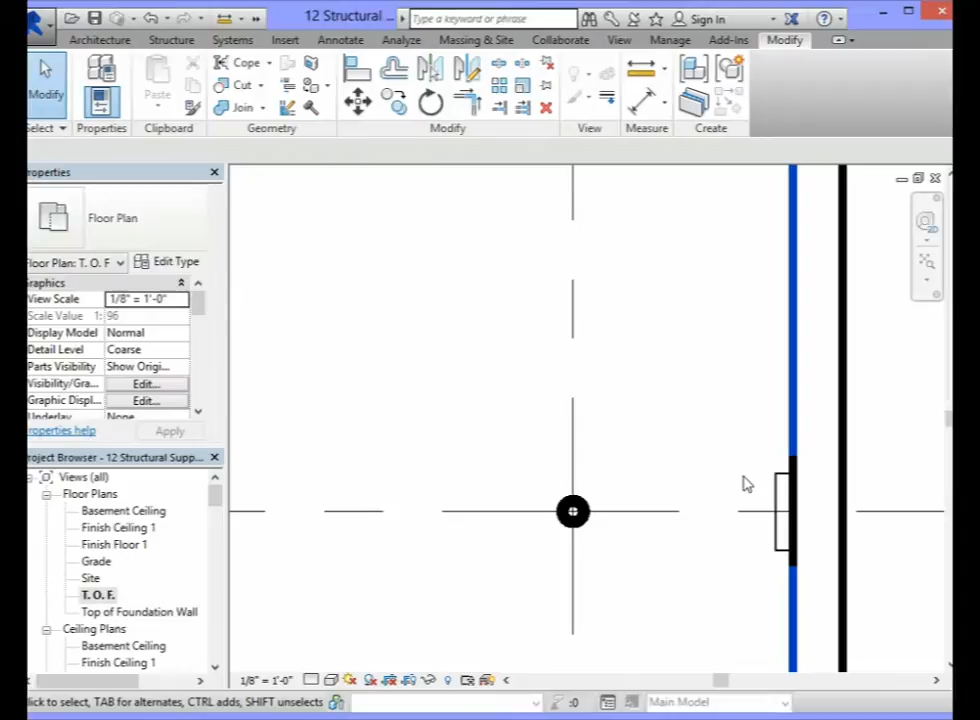 12 Structural ...
Type a keyword or phrase
Sign In
Architecture Structure Systems Insert Annotate Analyze Massing & Site Collaborate View Manage Add-Ins Modify
Modify
Paste
Cope
Cut
Join
Select Properties Clipboard Geometry Modify View Measure Create
roperties
Floor Plan
Floor Plan: T. O. F
Edit Type
Graphics
View Scale 1/8" = 1'-0"
Scale Value 1: 96
Display Model Normal
Detail Level Coarse
Parts Visibility Show Origi...
Visibility/Gra... Edit...
Graphic Displ... Edit...
Underlay None
roperties help
Apply
roject Browser - 12 Structural Supp...
Views (all)
Floor Plans
Basement Ceiling
Finish Ceiling 1
Finish Floor 1
Grade
Site
T. O. F.
Top of Foundation Wall
Ceiling Plans
Basement Ceiling
Finish Ceiling 1
2D
1/8" = 1'-0"
lick to select, TAB for alternates, CTRL adds, SHIFT unselects
:0
Main Model